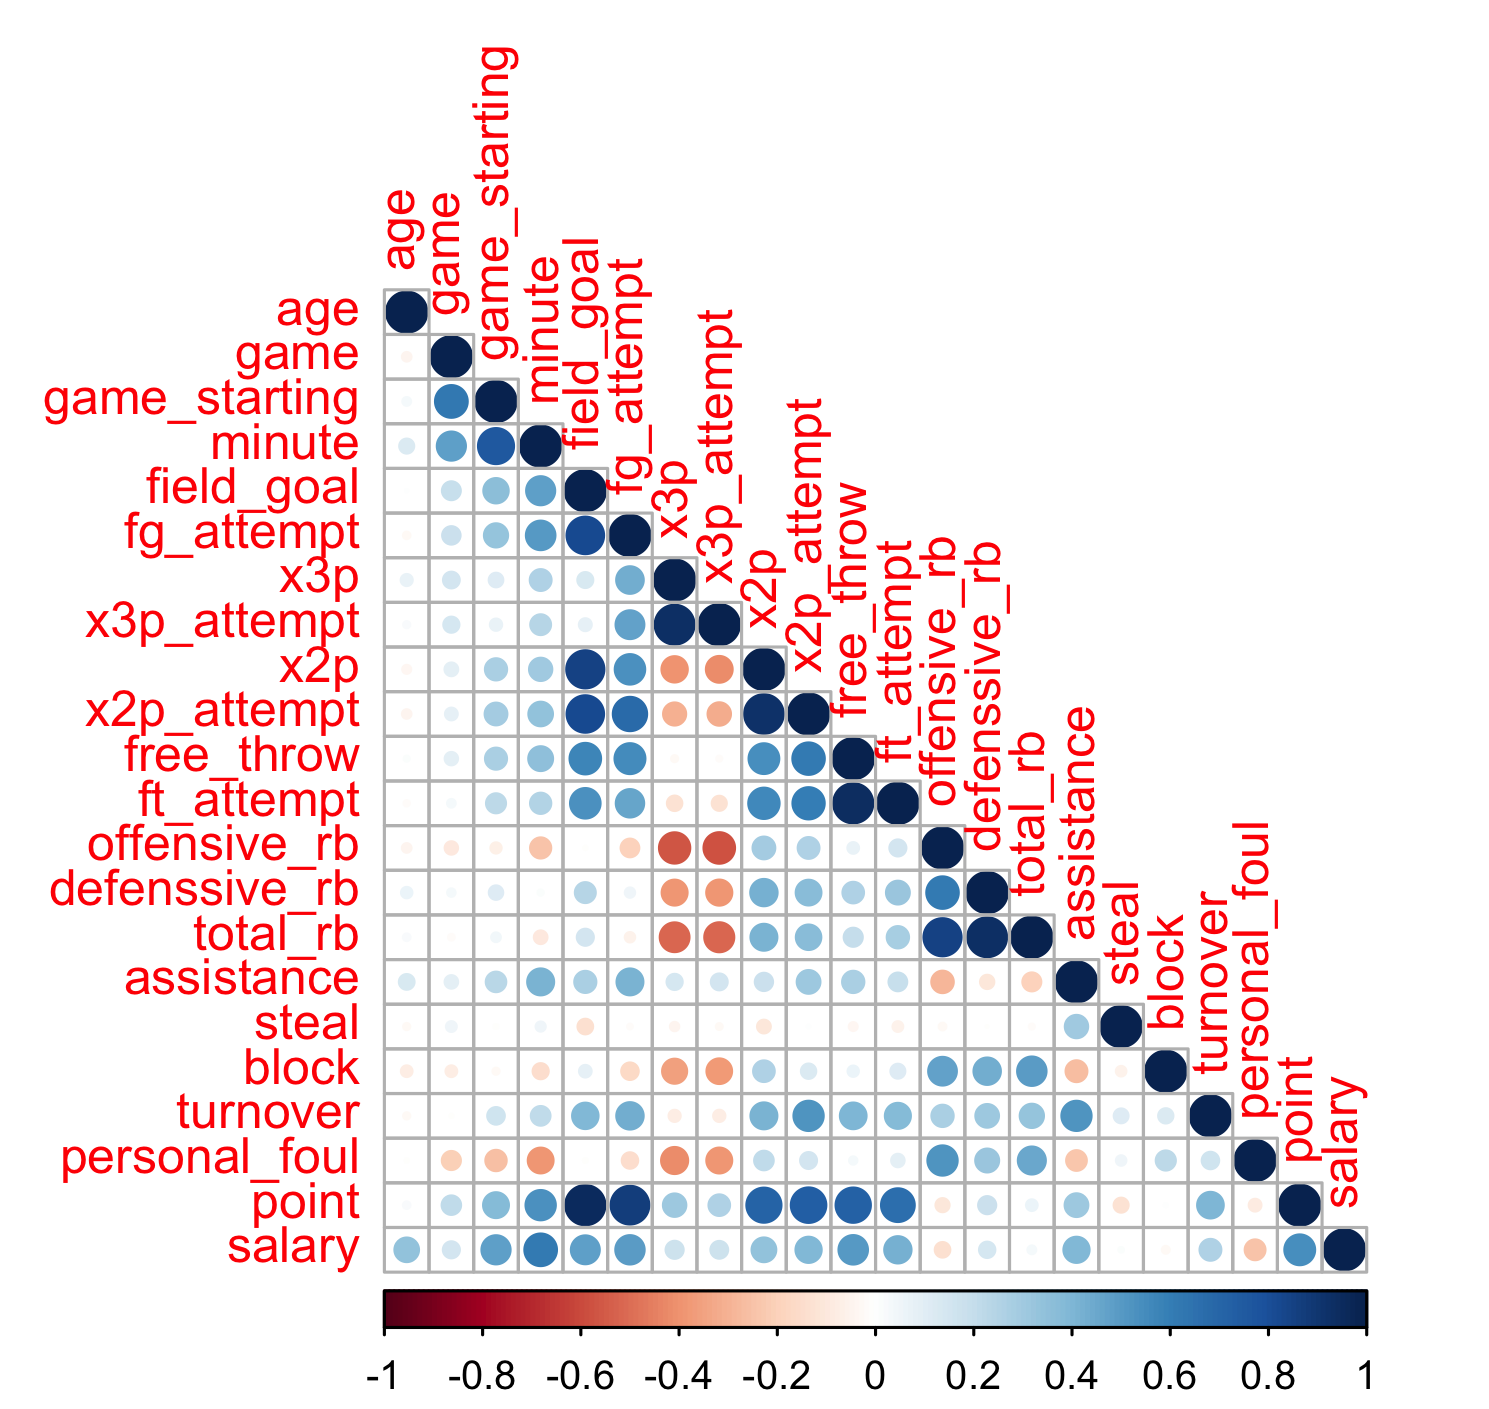 age
game
game_starting
minute
field_goal
fg_attempt
x3p
x3p_attempt
x2p
x2p_attempt
free_throw
ft_attempt
offensive_rb
defenssive_rb
total_rb
assistance
steal
block
turnover
personal_foul
point
salary
age
game
game_starting
minute
field_goal
fg_attempt
x3p
x3p_attempt
x2p
x2p_attempt
free_throw
ft_attempt
offensive_rb
defenssive_rb
total_rb
assistance
steal
block
turnover
personal_foul
point
salary
-1 -0.8 -0.6 -0.4 -0.2 0 0.2 0.4 0.6 0.8 1